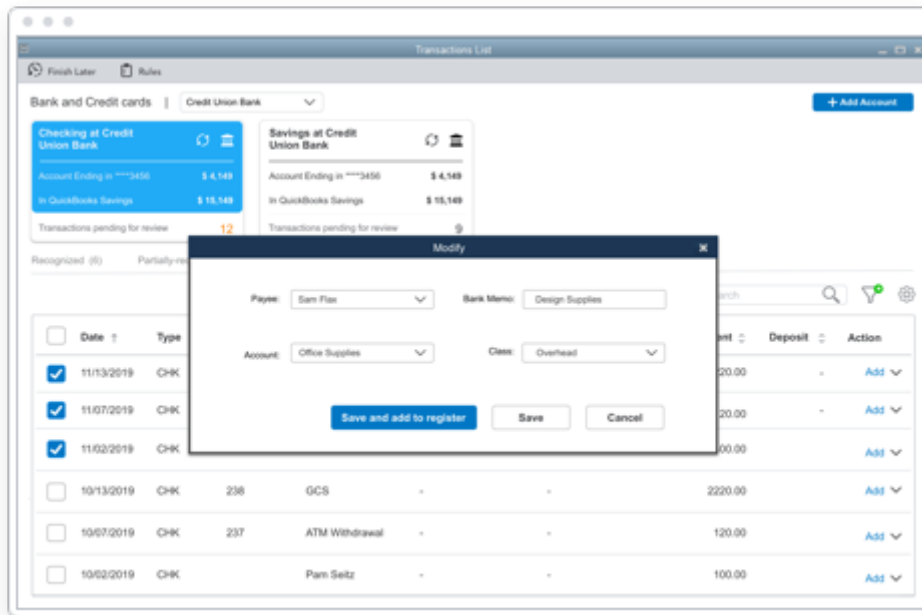 Transactions List
Finish Later Rules
Bank and Credit cards | Credit Union Bank + Add Account
Checking at Credit Union Bank
Account Ending in ****3456 $ 4,149
In QuickBooks Savings $ 15,149
Transactions pending for review 12
Savings at Credit Union Bank
Account Ending in ****3456 $ 4,149
In QuickBooks Savings $ 15,149
Transactions pending for review 9
Recognized (6)
Modify
Payee: Sam Flax Bank Memo: Design Supplies
Account: Office Supplies Class: Overhead
Save and add to register Save Cancel
Date Type Deposit Action
11/13/2019 CHK 20.00 - Add
11/07/2019 CHK 20.00 - Add
11/02/2019 CHK 00.00 Add
10/13/2019 CHK 238 GCS - - 2220.00 Add
10/07/2019 CHK 237 ATM Withdrawal - - 120.00 Add
10/02/2019 CHK Pam Seitz - - 100.00 Add